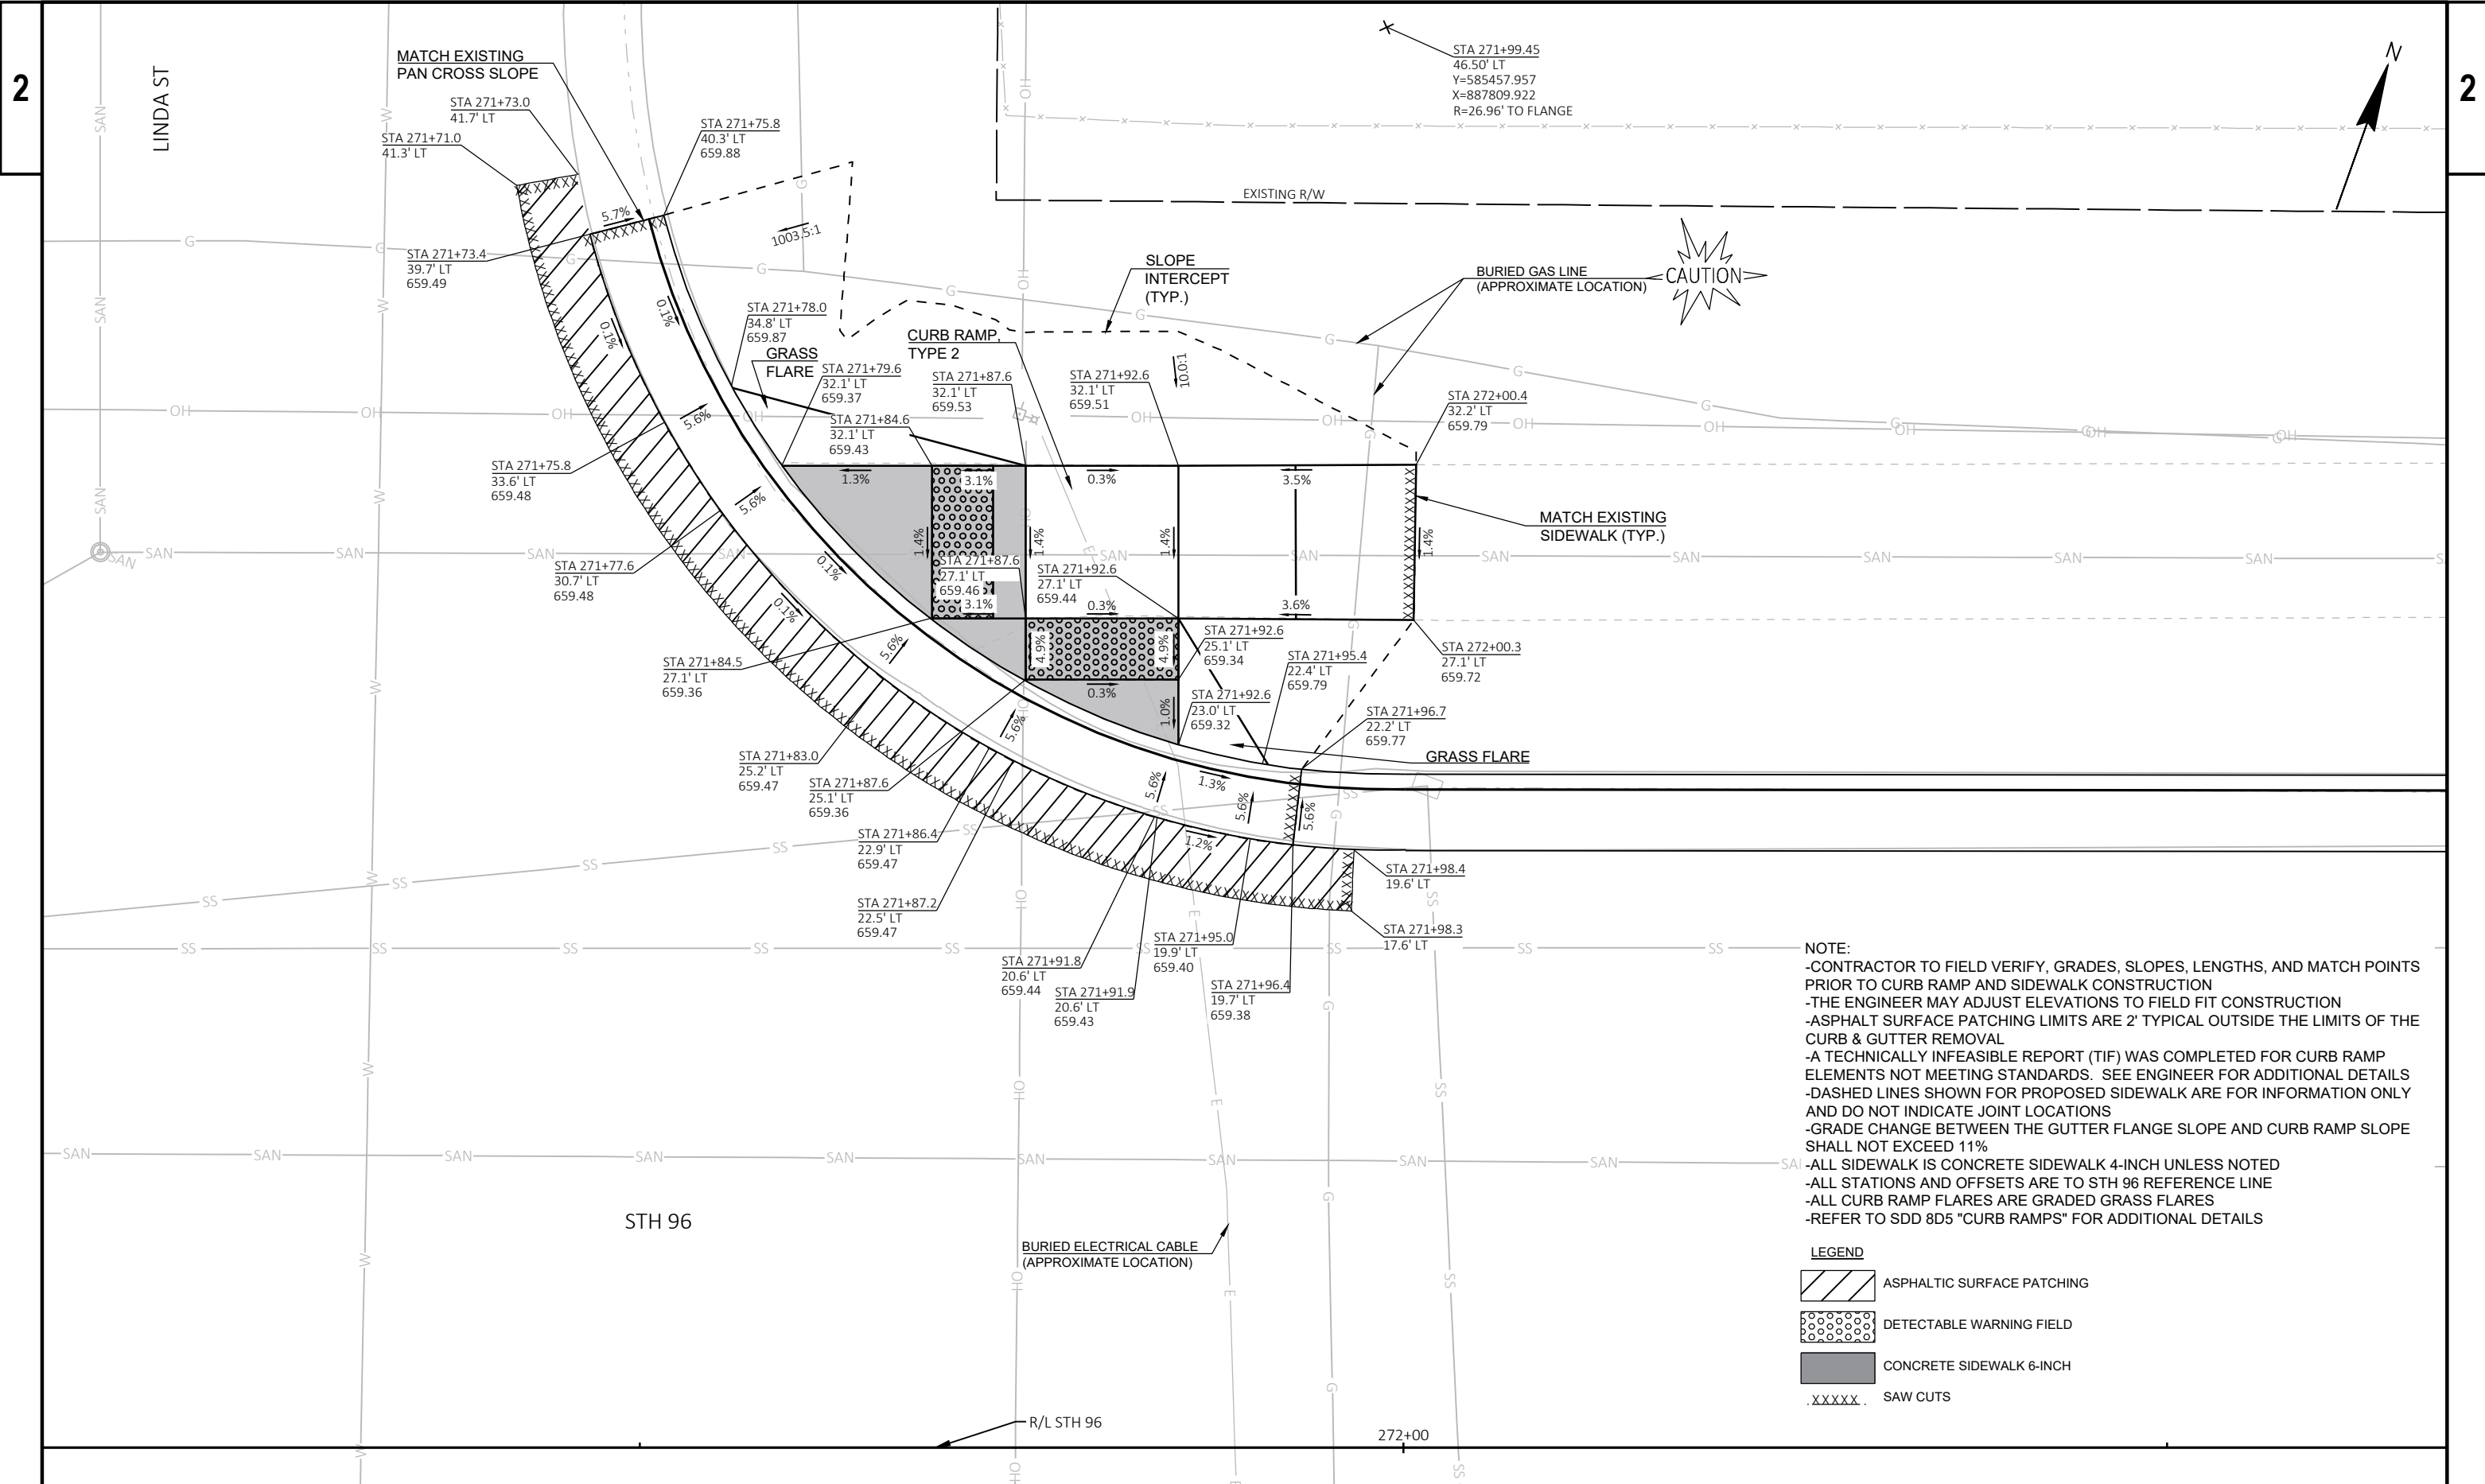 2
2
LINDA ST
MATCH EXISTING
PAN CROSS SLOPE
STA 271+73.0
41.7' LT
STA 271+71.0
41.3' LT
STA 271+75.8
40.3' LT
659.88
STA 271+99.45
46.50' LT
Y=585457.957
X=887809.922
R=26.96' TO FLANGE
N
EXISTING R/W
5.7%
1003.5:1
STA 271+73.4
39.7' LT
659.49
SLOPE
INTERCEPT
(TYP.)
BURIED GAS LINE
(APPROXIMATE LOCATION)
CAUTION
0.1%
0.1%
STA 271+78.0
34.8' LT
659.87
GRASS
FLARE
CURB RAMP,
TYPE 2
STA 271+79.6
32.1' LT
659.37
STA 271+87.6
32.1' LT
659.53
STA 271+92.6
32.1' LT
659.51
10.0:1
STA 272+00.4
32.2' LT
659.79
STA 271+84.6
32.1' LT
659.43
5.6%
STA 271+75.8
33.6' LT
659.48
5.6%
1.3%
3.1%
0.3%
3.5%
MATCH EXISTING
SIDEWALK (TYP.)
1.4%
1.4%
1.4%
1.4%
STA 271+77.6
30.7' LT
659.48
0.1%
0.1%
STA 271+87.6
27.1' LT
659.46
3.1%
STA 271+92.6
27.1' LT
659.44
0.3%
3.6%
5.6%
4.9%
4.9%
STA 271+92.6
25.1' LT
659.34
STA 271+95.4
22.4' LT
659.79
STA 272+00.3
27.1' LT
659.72
STA 271+84.5
27.1' LT
659.36
0.3%
1.0%
STA 271+92.6
23.0' LT
659.32
STA 271+96.7
22.2' LT
659.77
GRASS FLARE
5.6%
STA 271+83.0
25.2' LT
659.47
STA 271+87.6
25.1' LT
659.36
5.6%
1.3%
5.6%
5.6%
1.2%
STA 271+86.4
22.9' LT
659.47
STA 271+98.4
19.6' LT
STA 271+87.2
22.5' LT
659.47
STA 271+98.3
17.6' LT
STA 271+95.0
19.9' LT
659.40
STA 271+91.8
20.6' LT
659.44
STA 271+91.9
20.6' LT
659.43
STA 271+96.4
19.7' LT
659.38
NOTE:
-CONTRACTOR TO FIELD VERIFY, GRADES, SLOPES, LENGTHS, AND MATCH POINTS
PRIOR TO CURB RAMP AND SIDEWALK CONSTRUCTION
-THE ENGINEER MAY ADJUST ELEVATIONS TO FIELD FIT CONSTRUCTION
-ASPHALT SURFACE PATCHING LIMITS ARE 2' TYPICAL OUTSIDE THE LIMITS OF THE
CURB & GUTTER REMOVAL
-A TECHNICALLY INFEASIBLE REPORT (TIF) WAS COMPLETED FOR CURB RAMP
ELEMENTS NOT MEETING STANDARDS. SEE ENGINEER FOR ADDITIONAL DETAILS
-DASHED LINES SHOWN FOR PROPOSED SIDEWALK ARE FOR INFORMATION ONLY
AND DO NOT INDICATE JOINT LOCATIONS
-GRADE CHANGE BETWEEN THE GUTTER FLANGE SLOPE AND CURB RAMP SLOPE
SHALL NOT EXCEED 11%
-ALL SIDEWALK IS CONCRETE SIDEWALK 4-INCH UNLESS NOTED
-ALL STATIONS AND OFFSETS ARE TO STH 96 REFERENCE LINE
-ALL CURB RAMP FLARES ARE GRADED GRASS FLARES
-REFER TO SDD 8D5 "CURB RAMPS" FOR ADDITIONAL DETAILS
STH 96
BURIED ELECTRICAL CABLE
(APPROXIMATE LOCATION)
LEGEND
ASPHALTIC SURFACE PATCHING
DETECTABLE WARNING FIELD
CONCRETE SIDEWALK 6-INCH
XXXXX SAW CUTS
R/L STH 96
272+00